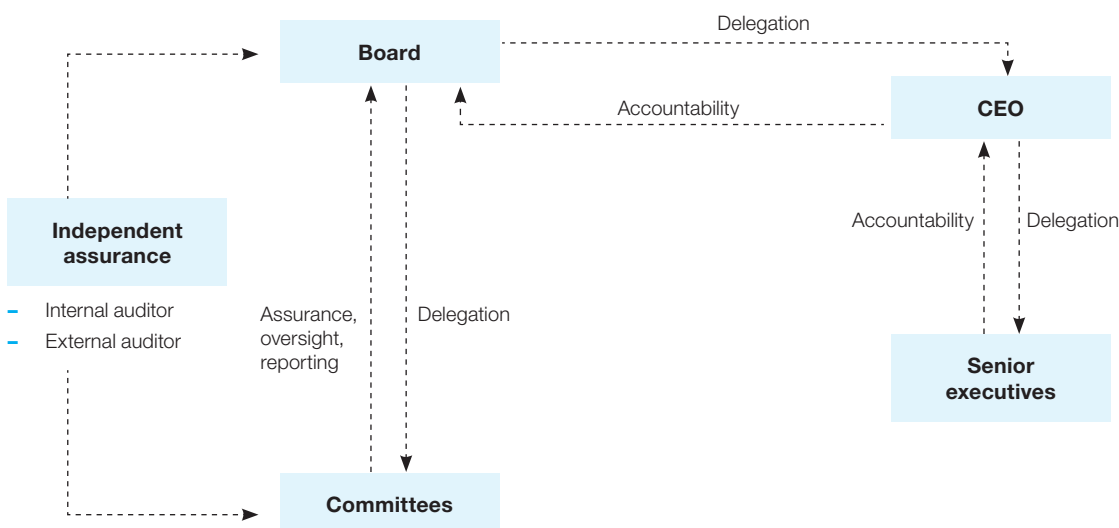 Delegation
Board
Accountability
CEO
Independent
assurance
Accountability
Delegation
– Internal auditor
– External auditor
Assurance,
oversight,
reporting
Delegation
Senior
executives
Committees